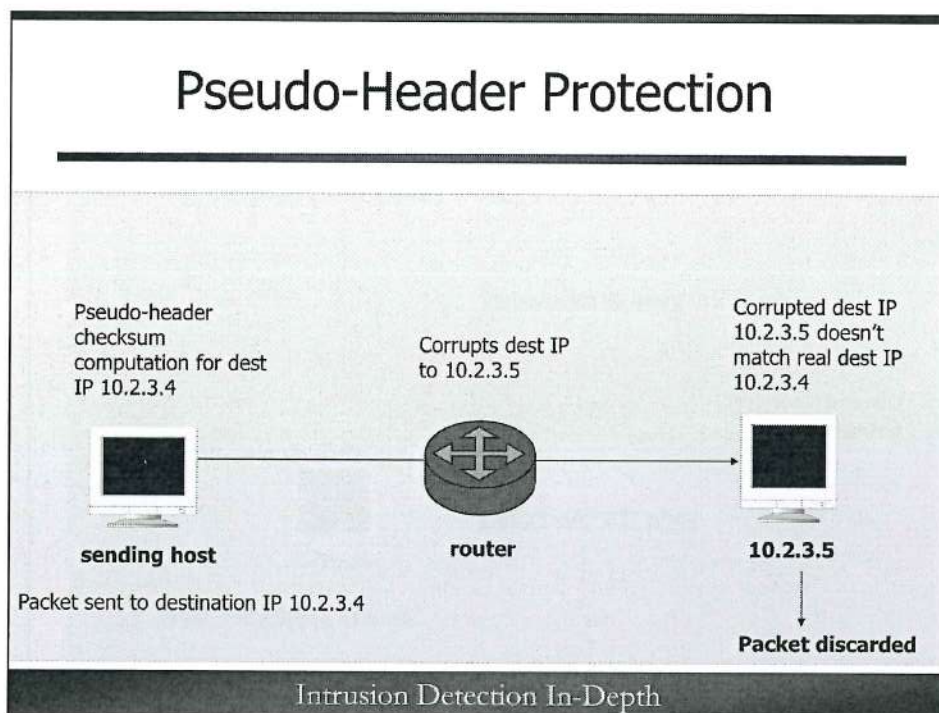 Pseudo-Header Protection
Pseudo-header
checksum
computation for dest
IP 10.2.3.4
Corrupts dest IP
to 10.2.3.5
Corrupted dest IP
10.2.3.5 doesn't
match real dest IP
10.2.3.4
sending host
router
10.2.3.5
Packet sent to destination IP 10.2.3.4
Packet discarded
Intrusion Detection In-Depth